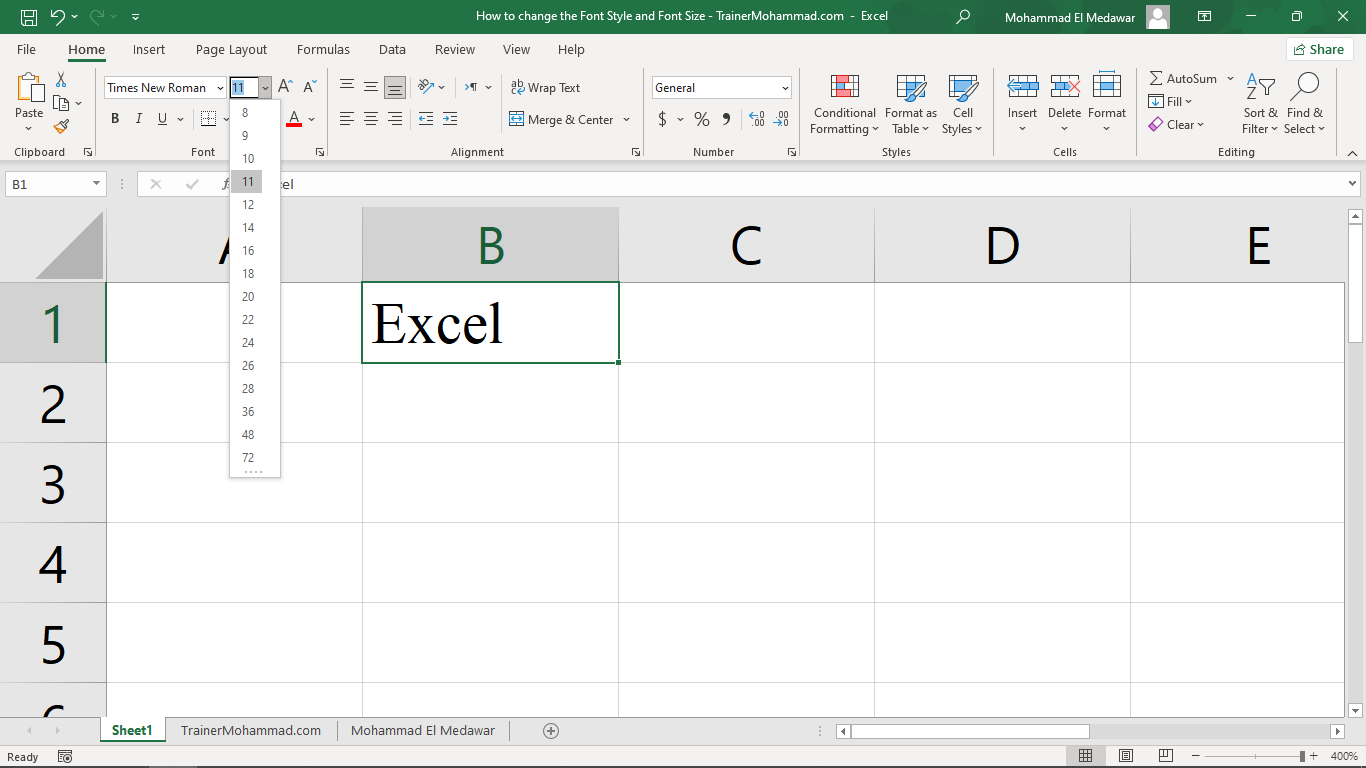 How to change the Font Style and Font Size - TrainerMohammad.com - Excel
Mohammad El Medawar
File Home Insert Page Layout Formulas Data Review View Help
Share
Paste
Clipboard
Times New Roman 11
A A
B I U A
Font
Wrap Text
Merge & Center
Alignment
General
$ % , .00 .0
Number
Conditional Formatting
Format as Table
Cell Styles
Styles
Insert Delete Format
Cells
AutoSum
Fill
Clear
Sort & Filter
Find & Select
Editing
8
9
10
11
12
14
16
18
20
22
24
26
28
36
48
72
B1
A B C D E
1 Excel
2
3
4
5
6
Sheet1 TrainerMohammad.com Mohammad El Medawar
Ready
400%